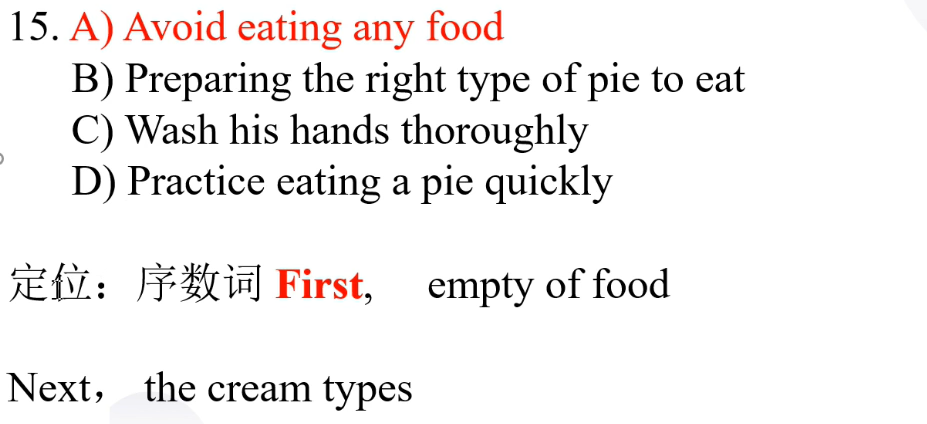 15. A) Avoid eating any food
B) Preparing the right type of pie to eat
C) Wash his hands thoroughly
D) Practice eating a pie quickly
定位：序数词 First, empty of food
Next， the cream types